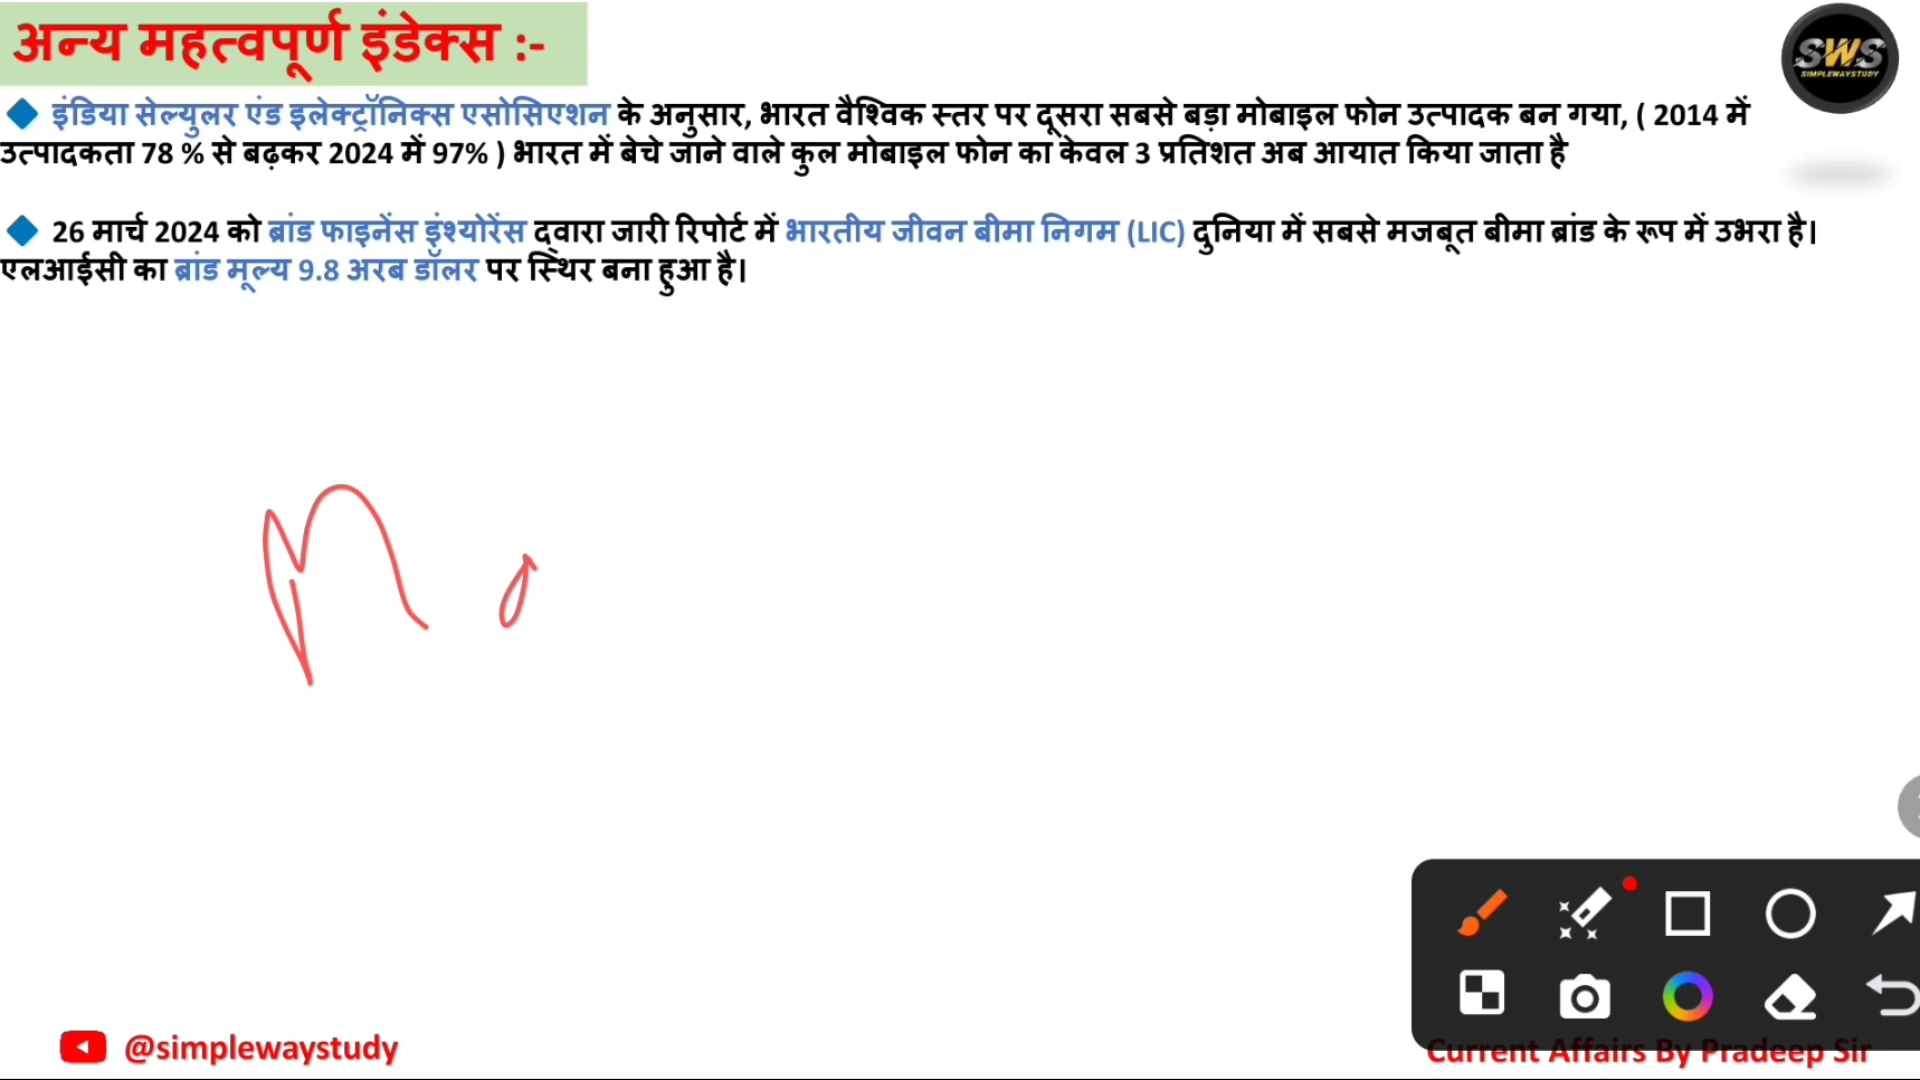 अन्य महत्वपूर्ण इंडेक्स :-
SWS
SIMPLEWAYSTUDY
इंडिया सेल्युलर एंड इलेक्ट्रॉनिक्स एसोसिएशन के अनुसार, भारत वैश्विक स्तर पर दूसरा सबसे बड़ा मोबाइल फोन उत्पादक बन गया, ( 2014 में
उत्पादकता 78 % से बढ़कर 2024 में 97% ) भारत में बेचे जाने वाले कुल मोबाइल फोन का केवल 3 प्रतिशत अब आयात किया जाता है
26 मार्च 2024 को ब्रांड फाइनेंस इंश्योरेंस द्वारा जारी रिपोर्ट में भारतीय जीवन बीमा निगम (LIC) दुनिया में सबसे मजबूत बीमा ब्रांड के रूप में उभरा है।
एलआईसी का ब्रांड मूल्य 9.8 अरब डॉलर पर स्थिर बना हुआ है।
@simplewaystudy
Current Affairs By Pradeep Sir